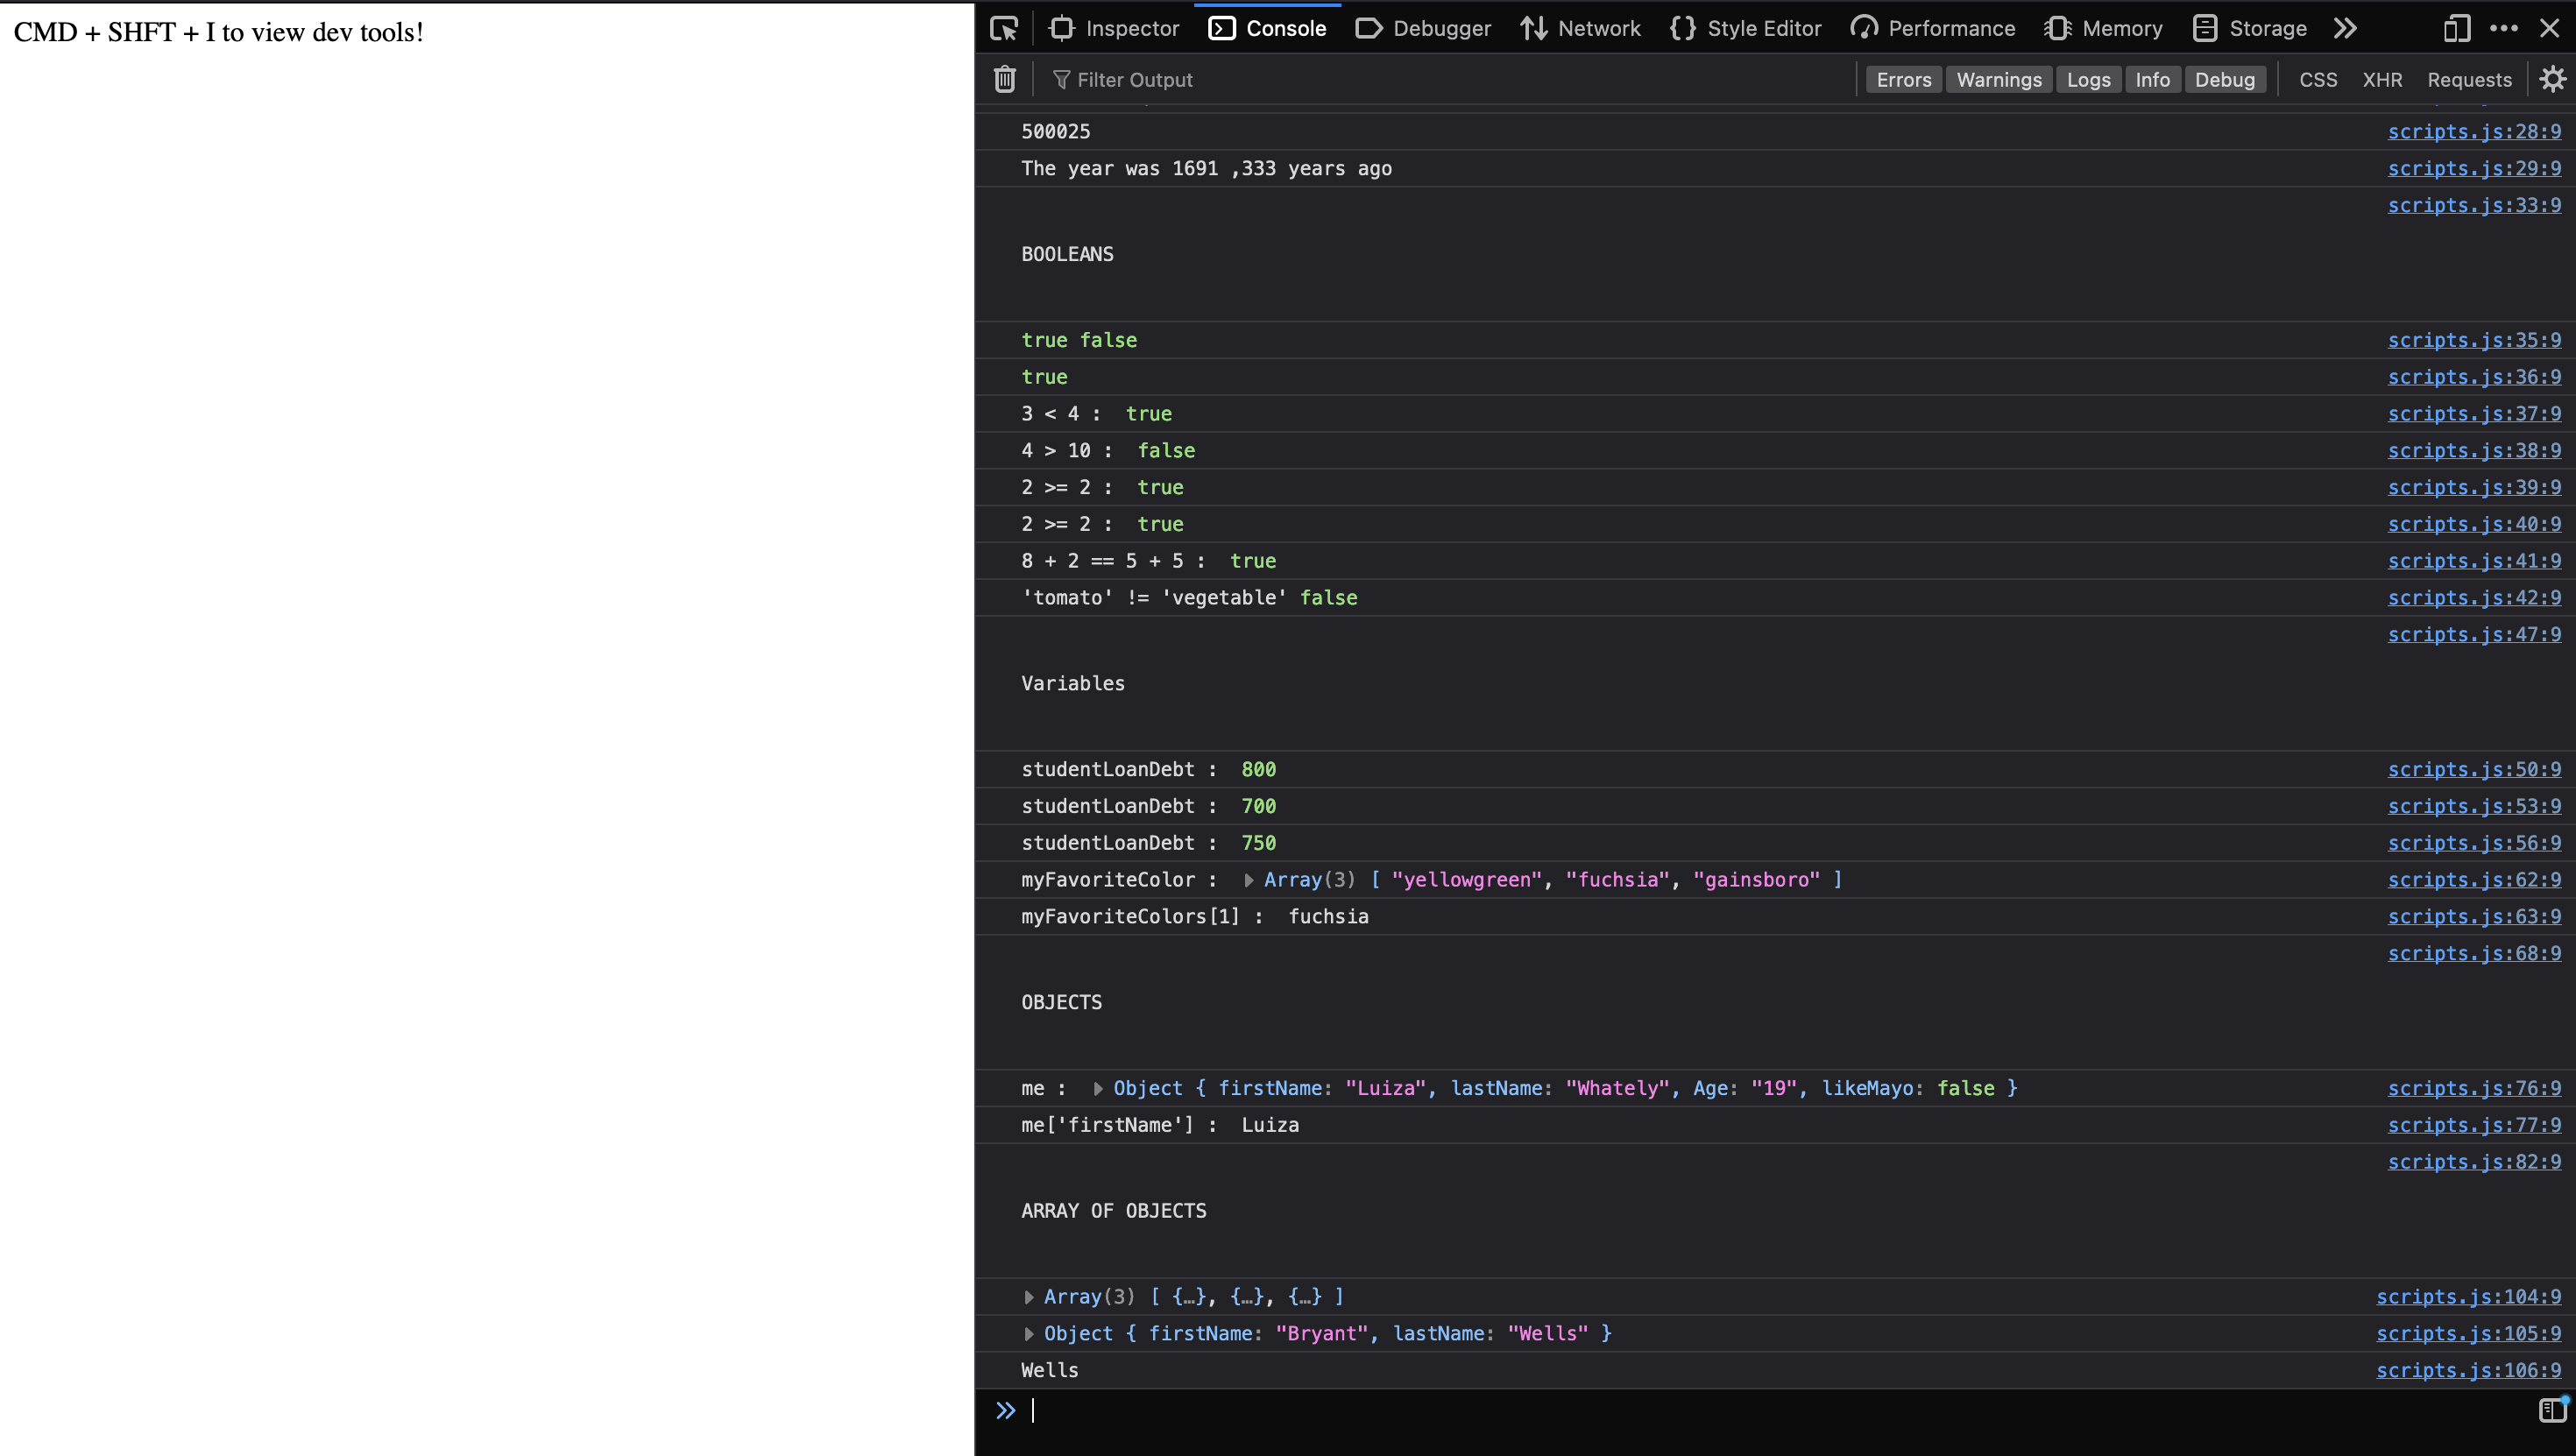 CMD + SHFT + I to view dev tools!
Inspector Console Debugger Network Style Editor Performance Memory Storage
Filter Output Errors Warnings Logs Info Debug CSS XHR Requests
500025 scripts.js:28:9
The year was 1691 ,333 years ago scripts.js:29:9
scripts.js:33:9
BOOLEANS
true false scripts.js:35:9
true scripts.js:36:9
3 < 4 :  true scripts.js:37:9
4 > 10 :  false scripts.js:38:9
2 >= 2 :  true scripts.js:39:9
2 >= 2 :  true scripts.js:40:9
8 + 2 == 5 + 5 :  true scripts.js:41:9
'tomato' != 'vegetable' false scripts.js:42:9
scripts.js:47:9
Variables
studentLoanDebt :  800 scripts.js:50:9
studentLoanDebt :  700 scripts.js:53:9
studentLoanDebt :  750 scripts.js:56:9
myFavoriteColor :  Array(3) [ "yellowgreen", "fuchsia", "gainsboro" ] scripts.js:62:9
myFavoriteColors[1] :  fuchsia scripts.js:63:9
scripts.js:68:9
OBJECTS
me :  Object { firstName: "Luiza", lastName: "Whately", Age: "19", likeMayo: false } scripts.js:76:9
me['firstName'] :  Luiza scripts.js:77:9
scripts.js:82:9
ARRAY OF OBJECTS
Array(3) [ {…}, {…}, {…} ] scripts.js:104:9
Object { firstName: "Bryant", lastName: "Wells" } scripts.js:105:9
Wells scripts.js:106:9